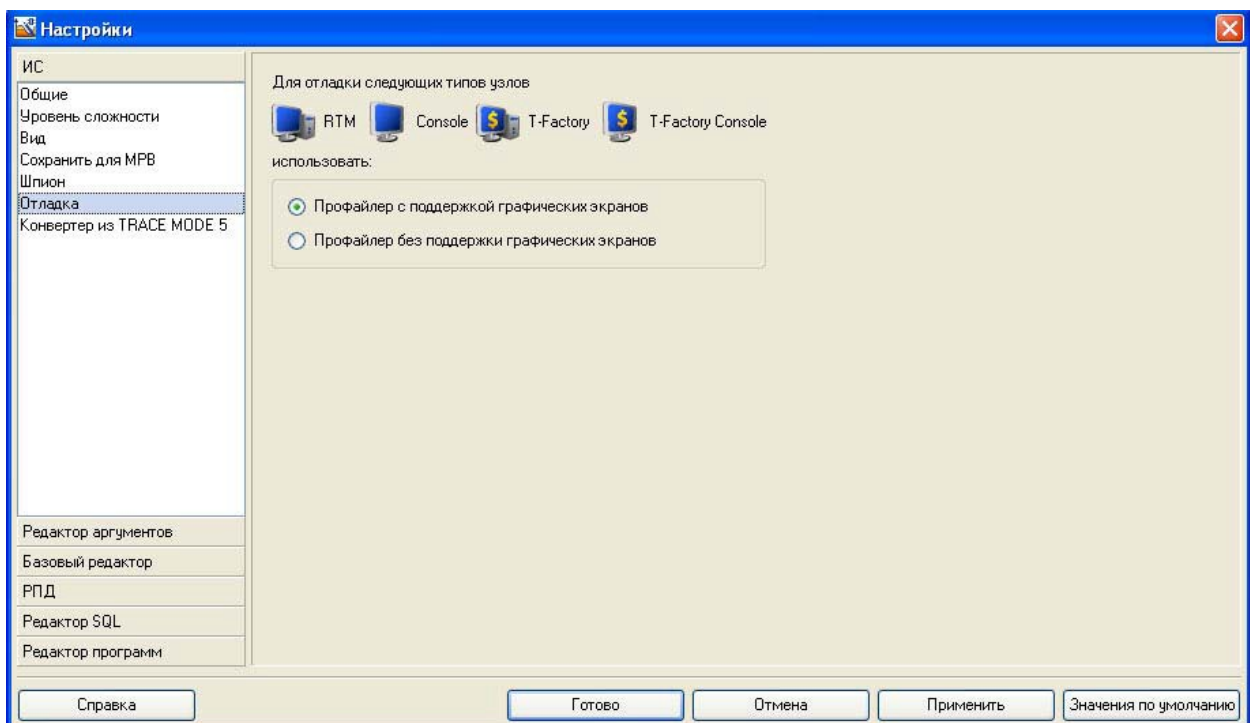 Настройки
ИС
Общие
Уровень сложности
Вид
Сохранить для МРВ
Шпион
Отладка
Конвертер из TRACE MODE 5
Редактор аргументов
Базовый редактор
РПД
Редактор SQL
Редактор программ
Для отладки следующих типов узлов
RTM Console T-Factory T-Factory Console
использовать:
Профайлер с поддержкой графических экранов
Профайлер без поддержки графических экранов
Справка Готово Отмена Применить Значения по умолчанию